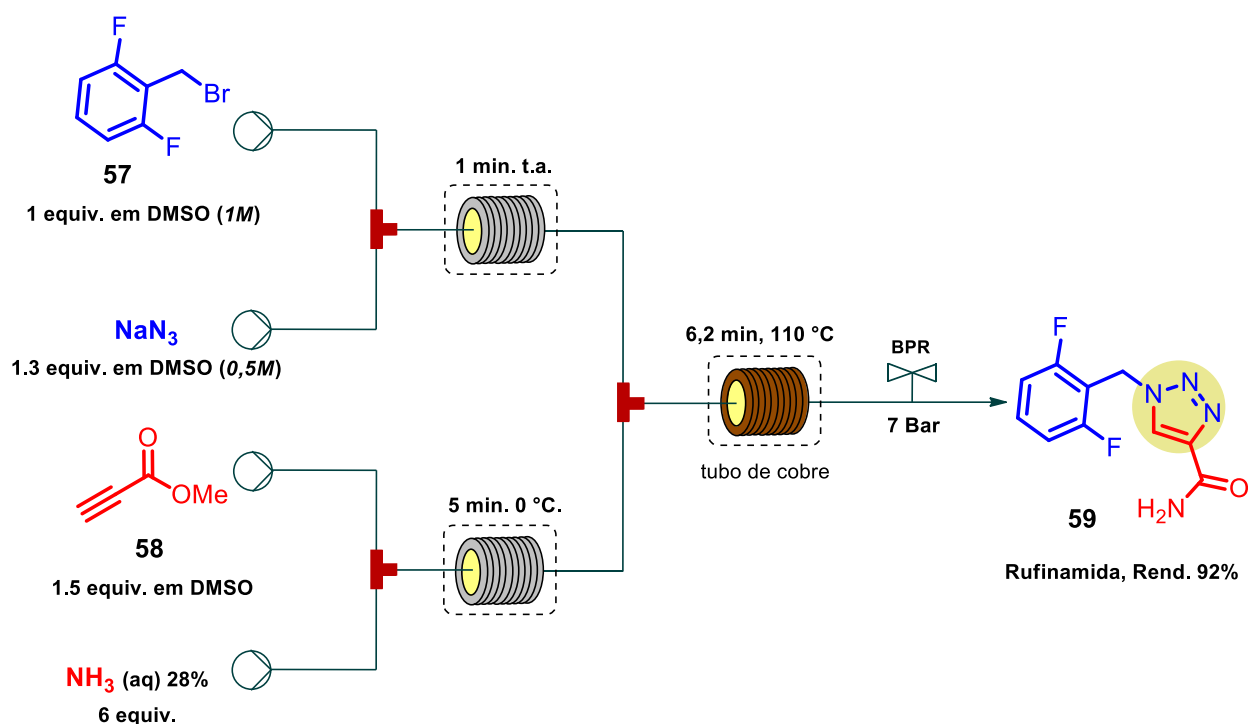 F
Br
F
57
1 equiv. em DMSO (1M)
NaN3
1.3 equiv. em DMSO (0,5M)
1 min. t.a.
O
OMe
58
1.5 equiv. em DMSO
NH3 (aq) 28%
6 equiv.
5 min. 0 °C.
6,2 min, 110 °C
tubo de cobre
BPR
7 Bar
F
N
N
N
F
O
H2N
59
Rufinamida, Rend. 92%